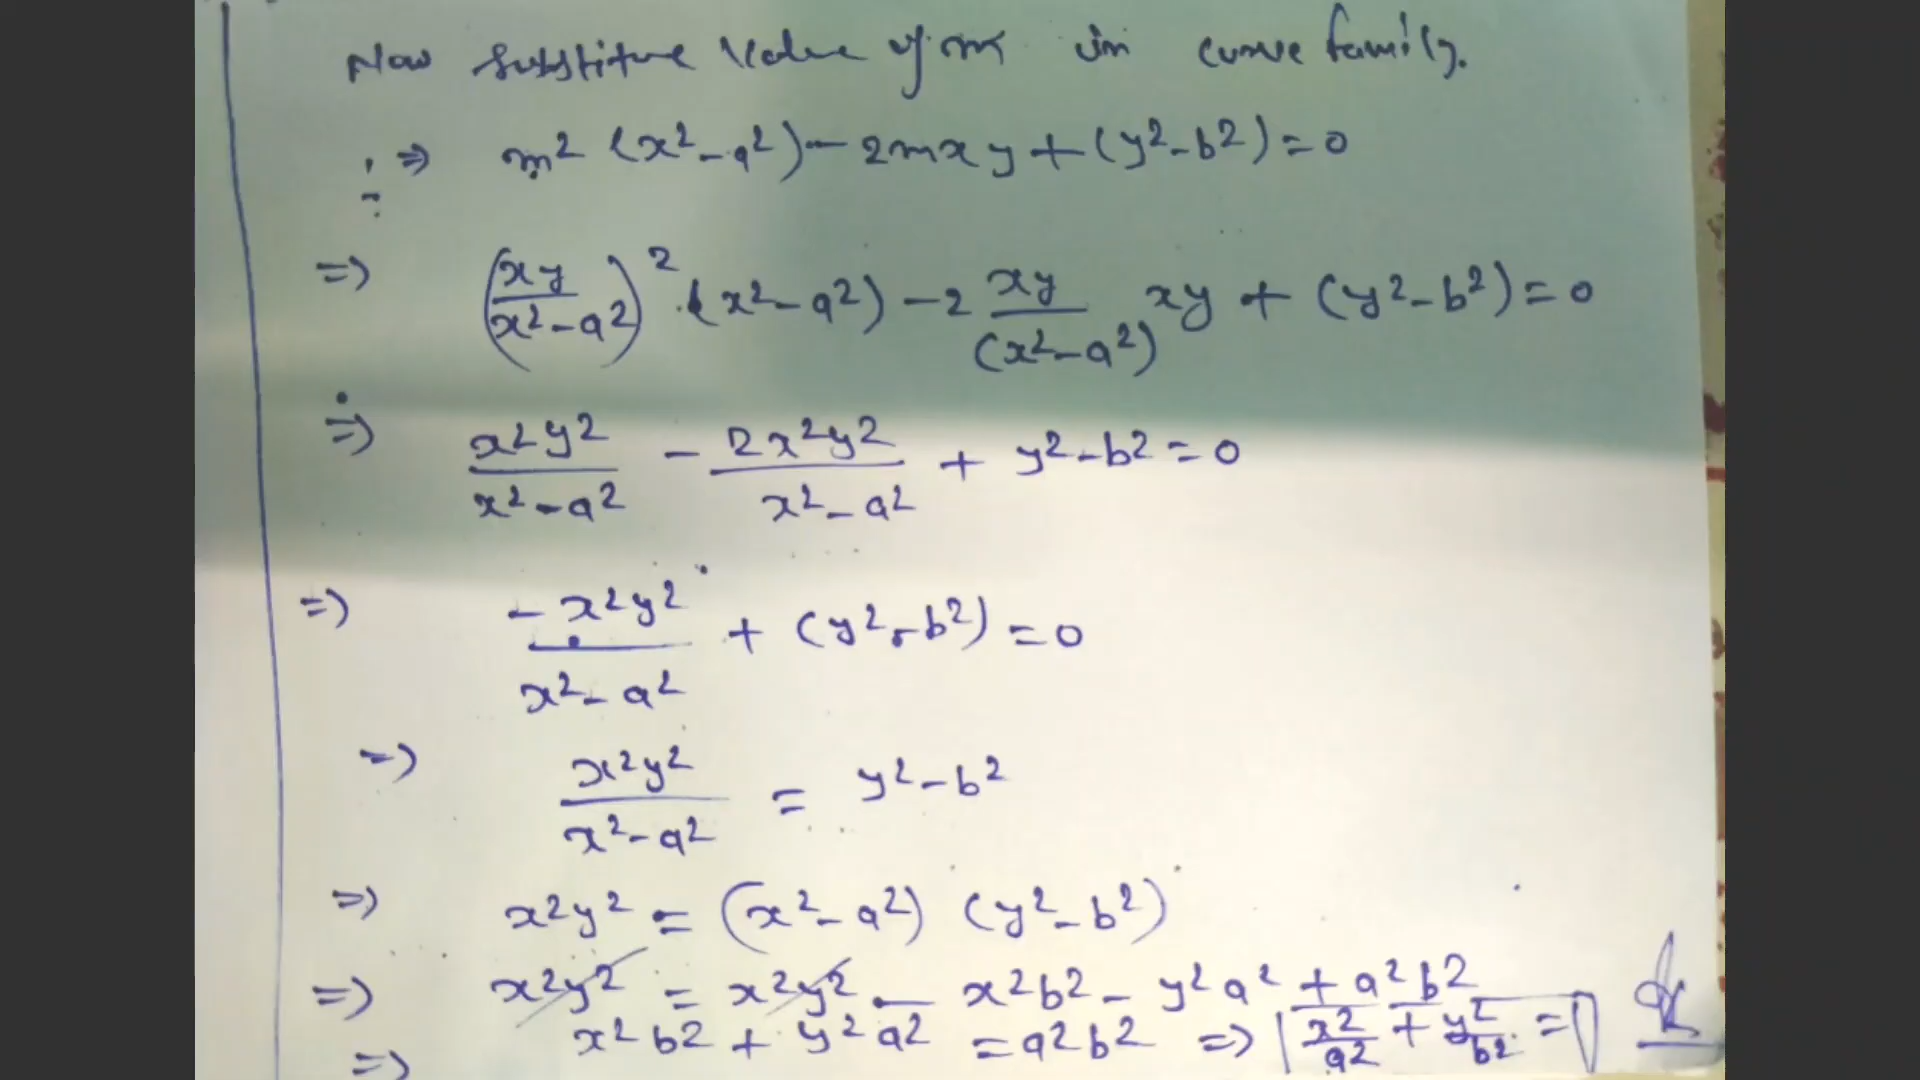 Now substitue value of m in curve family.
∴ ⇒ m² (x²-a²) - 2mxy + (y²-b²) = 0
⇒ (xy/(x²-a²))² . (x²-a²) - 2 xy/(x²-a²) xy + (y²-b²) = 0
⇒ x²y²/(x²-a²) - 2x²y²/(x²-a²) + y²-b² = 0
⇒ -x²y²/(x²-a²) + (y²-b²) = 0
⇒ x²y²/(x²-a²) = y²-b²
⇒ x²y² = (x²-a²) (y²-b²)
⇒ x²y² = x²y² - x²b² - y²a² + a²b²
⇒ x²b² + y²a² = a²b² ⇒ x²/a² + y²/b² = 1